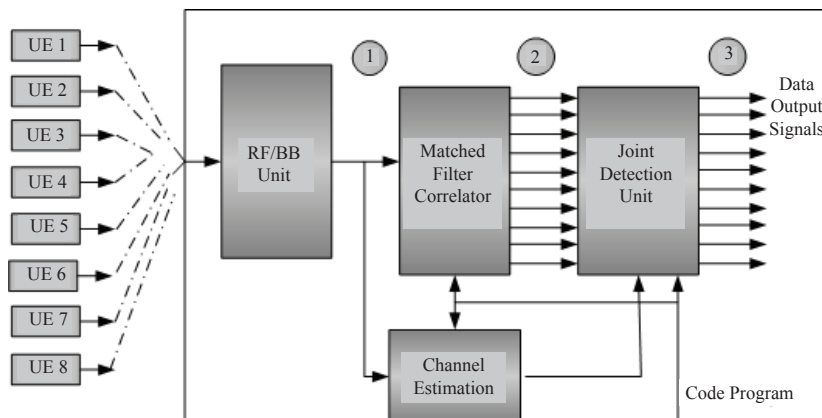 UE 1
UE 2
UE 3
UE 4
UE 5
UE 6
UE 7
UE 8
RF/BB
Unit
1
Matched
Filter
Correlator
2
Joint
Detection
Unit
3
Data
Output
Signals
Channel
Estimation
Code Program